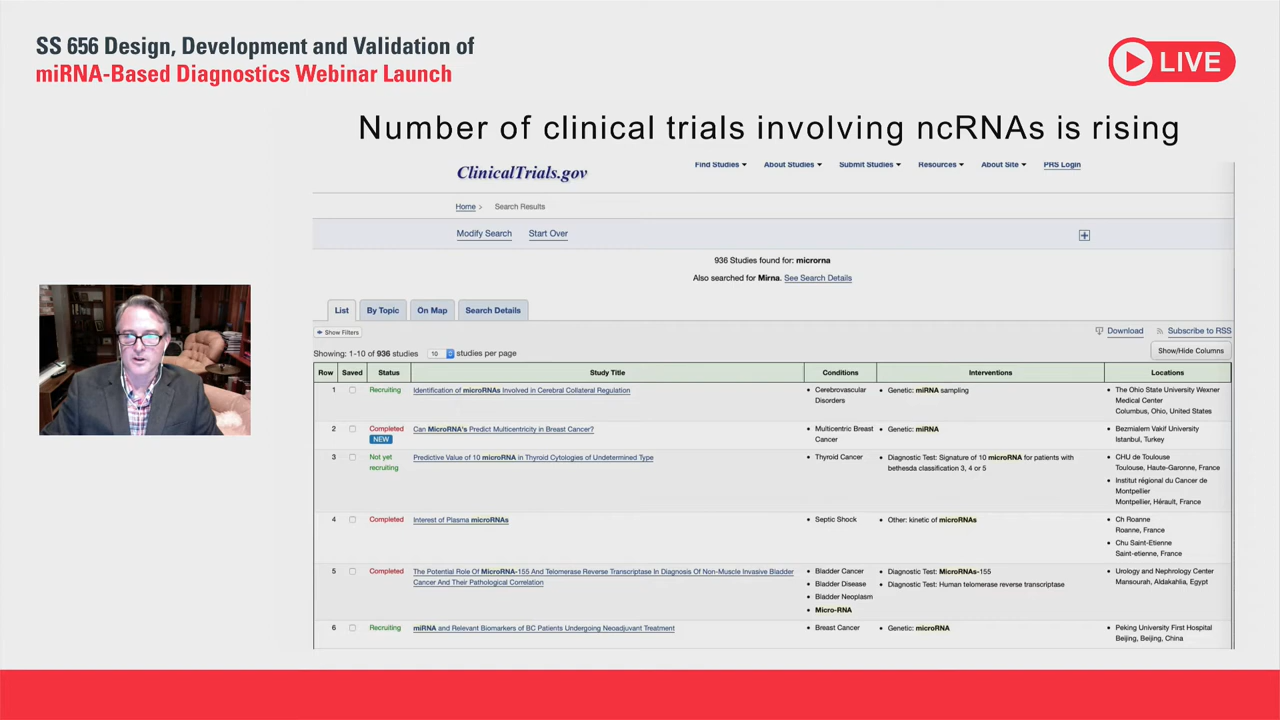 SS 656 Design, Development and Validation of
miRNA-Based Diagnostics Webinar Launch
LIVE
Number of clinical trials involving ncRNAs is rising
ClinicalTrials.gov
Find Studies About Studies Submit Studies Resources About Site PRS Login
Home > Search Results
Modify Search Start Over
936 Studies found for: microrna
Also searched for Mirna. See Search Details
List By Topic On Map Search Details
Show Filters
Download Subscribe to RSS
Showing: 1-10 of 936 studies 10 studies per page
Show/Hide Columns
Row Saved Status Study Title Conditions Interventions Locations
1 Recruiting Identification of microRNAs Involved in Cerebral Collateral Regulation • Cerebrovascular • Genetic: miRNA sampling • The Ohio State University Wexner
Disorders Medical Center
Columbus, Ohio, United States
2 Completed Can MicroRNA's Predict Multicentricity in Breast Cancer? • Multicentric Breast • Genetic: miRNA • Bezmialem Vakif University
NEW Cancer Istanbul, Turkey
3 Not yet Predictive Value of 10 microRNA in Thyroid Cytologies of Undetermined Type • Thyroid Cancer • Diagnostic Test: Signature of 10 microRNA for patients with • CHU de Toulouse
recruiting bethesda classification 3, 4 or 5 Toulouse, Haute-Garonne, France
• Institut régional du Cancer de
Montpellier
Montpellier, Hérault, France
4 Completed Interest of Plasma microRNAs • Septic Shock • Other: kinetic of microRNAs • Ch Roanne
Roanne, France
• Chu Saint-Etienne
Saint-etienne, France
5 Completed The Potential Role Of MicroRNA-155 And Telomerase Reverse Transcriptase In Diagnosis Of Non-Muscle Invasive Bladder • Bladder Cancer • Diagnostic Test: MicroRNAs-155 • Urology and Nephrology Center
Cancer And Their Pathological Correlation • Bladder Disease • Diagnostic Test: Human telomerase reverse transcriptase Mansourah, Aldakahlia, Egypt
• Bladder Neoplasm
• Micro-RNA
6 Recruiting miRNA and Relevant Biomarkers of BC Patients Undergoing Neoadjuvant Treatment • Breast Cancer • Genetic: microRNA • Peking University First Hospital
Beijing, Beijing, China